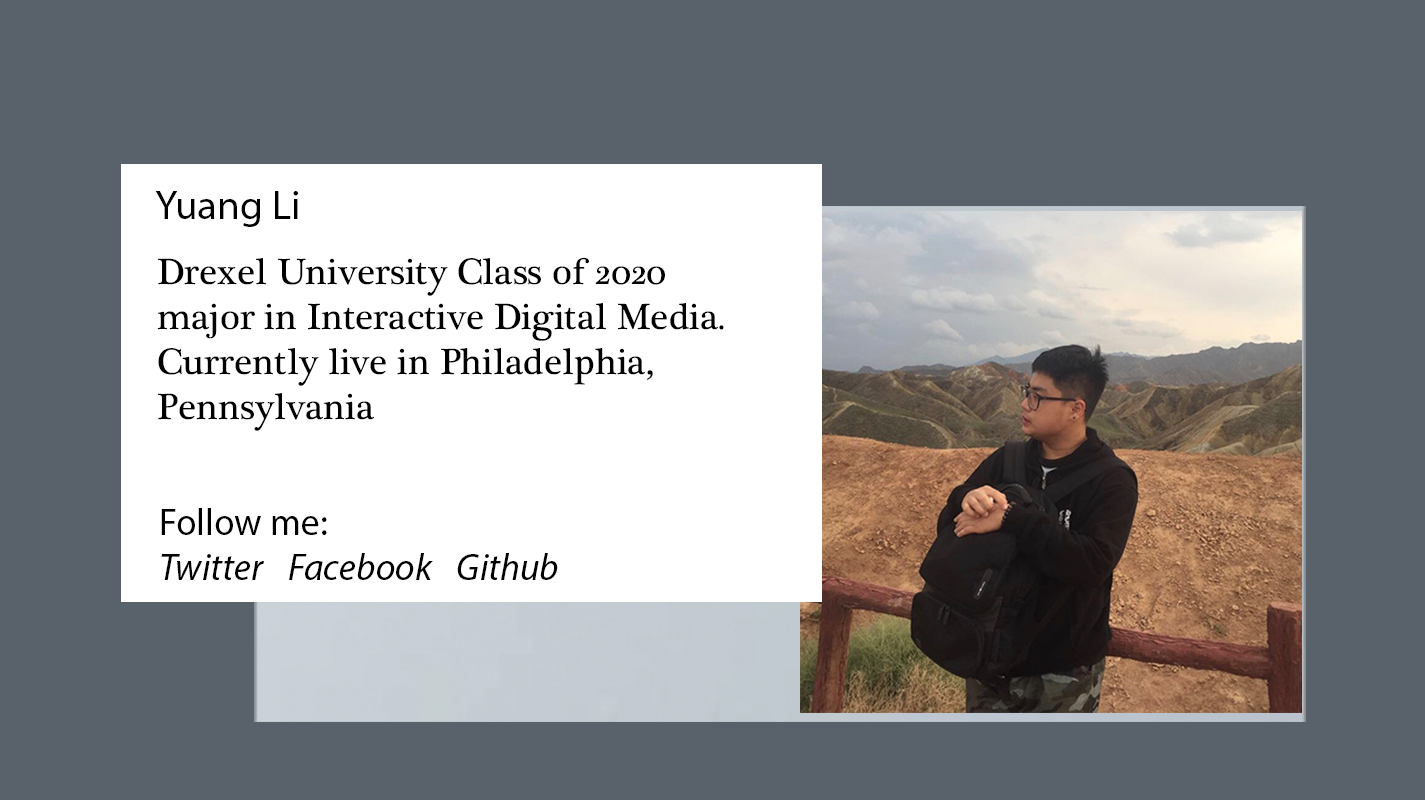 Yuang Li
Drexel University Class of 2020
major in Interactive Digital Media.
Currently live in Philadelphia,
Pennsylvania
Follow me:
Twitter Facebook Github